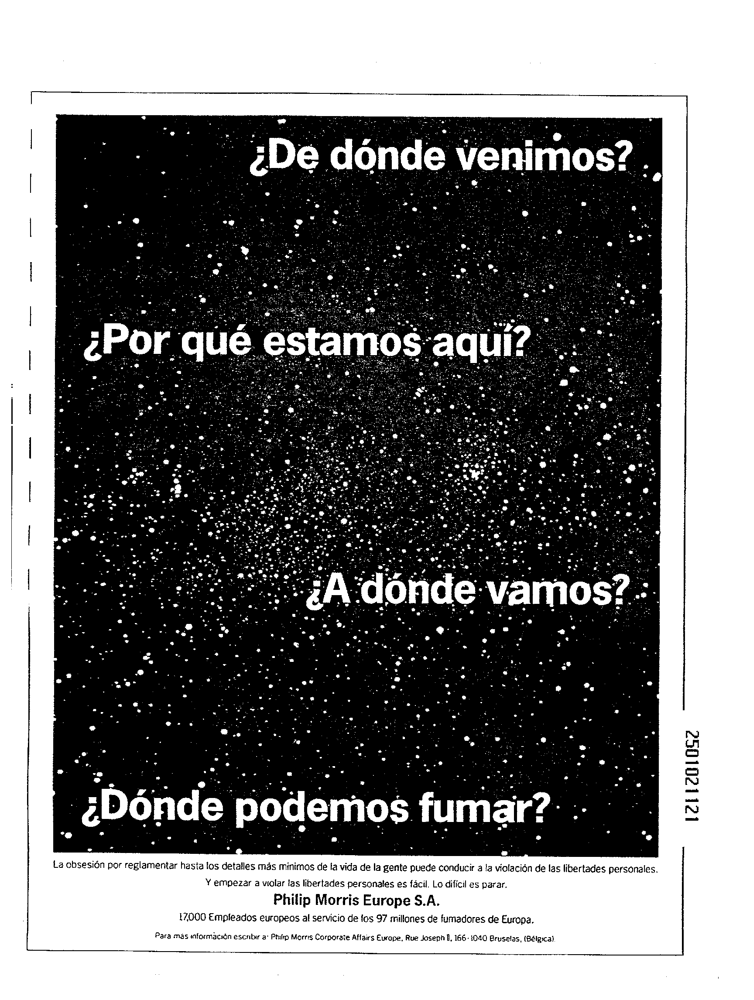 ¿De dónde venimos?
¿Por qué estamos aquí?
¿A dónde vamos?
¿Dónde podemos fumar?
La obsesión por reglamentar hasta los detalles más mínimos de la vida de la gente puede conducir a la violación de las libertades personales.
Y empezar a violar las libertades personales es fácil. Lo difícil es parar.
Philip Morris Europe S.A.
17,000 Empleados europeos al servicio de los 97 millones de fumadores de Europa.
Para más información escribir a: Philip Morris Corporate Affairs Europe, Rue Joseph II, 166 - 1040 Bruselas, (Bélgica)
2501021121